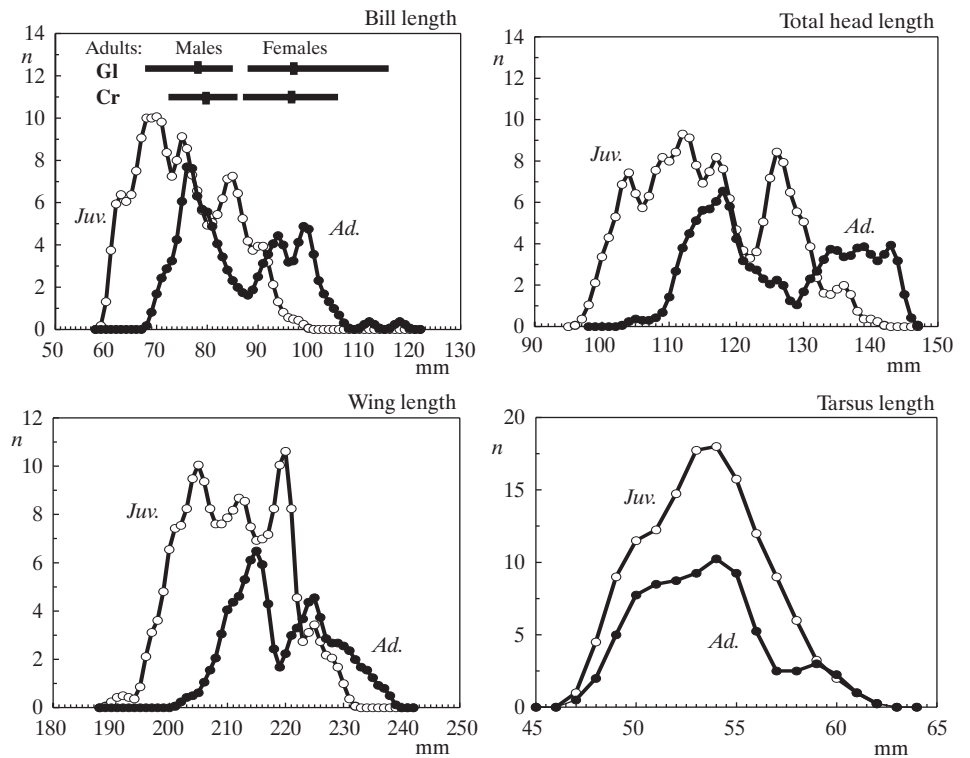 Bill length
n
14
12
10
8
6
4
2
0
Adults: Males Females
Gl
Cr
Juv.
Ad.
50 60 70 80 90 100 110 120 130
mm
Total head length
n
14
12
10
8
6
4
2
0
Juv.
Ad.
90 100 110 120 130 140 150
mm
Wing length
n
12
10
8
6
4
2
0
Juv.
Ad.
180 190 200 210 220 230 240 250
mm
Tarsus length
n
20
15
10
5
0
Juv.
Ad.
45 50 55 60 65
mm